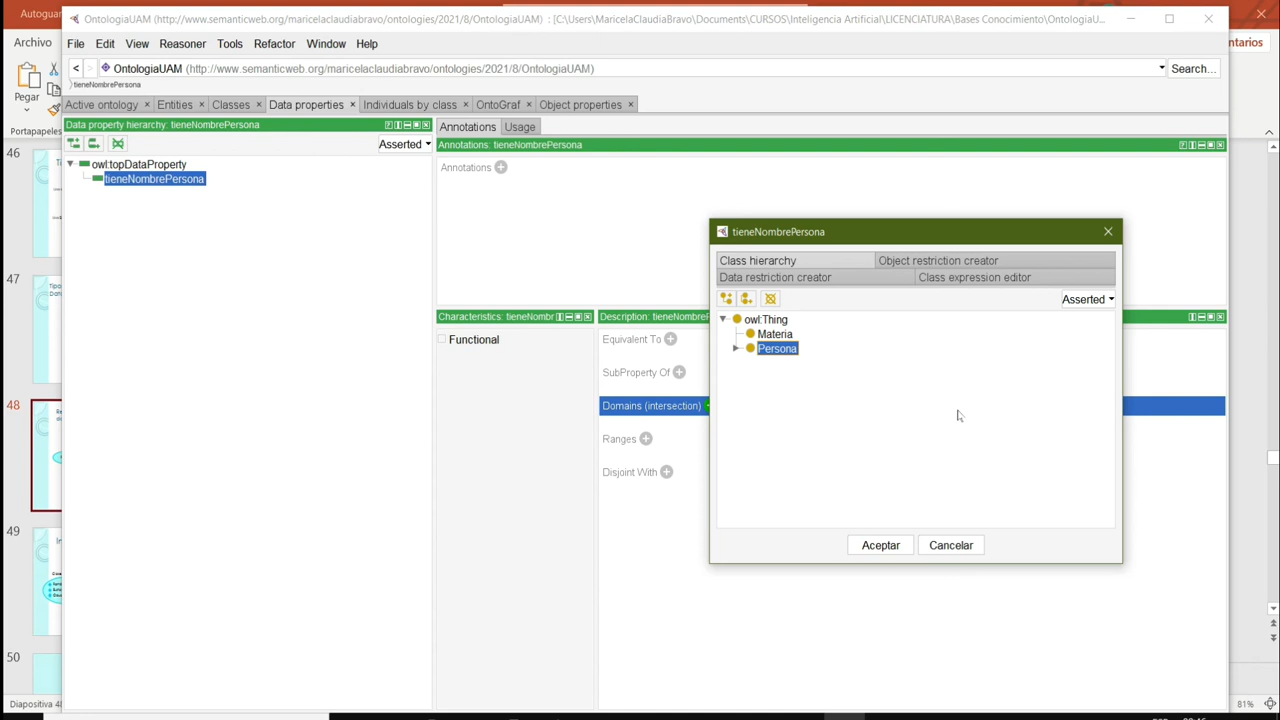 Autoguar
OntologiaUAM (http://www.semanticweb.org/maricelaclaudiabravo/ontologies/2021/8/OntologiaUAM) : [C:\Users\MaricelaClaudiaBravo\Documents\CURSOS\Inteligencia Artificial\LICENCIATURA\Bases Conocimiento\OntologiaU...
Archivo
File Edit View Reasoner Tools Refactor Window Help
ntarios
< > OntologiaUAM (http://www.semanticweb.org/maricelaclaudiabravo/ontologies/2021/8/OntologiaUAM) Search...
tieneNombrePersona
Pegar
Active ontology × Entities × Classes × Data properties × Individuals by class × OntoGraf × Object properties ×
Portapapeles
Data property hierarchy: tieneNombrePersona
Asserted
owl:topDataProperty
tieneNombrePersona
Annotations Usage
Annotations: tieneNombrePersona
Annotations
Characteristics: tieneNombr
Functional
Description: tieneNombreP
Equivalent To
SubProperty Of
Domains (intersection)
Ranges
Disjoint With
tieneNombrePersona
Class hierarchy Object restriction creator
Data restriction creator Class expression editor
Asserted
owl:Thing
Materia
Persona
Aceptar Cancelar
46
47
48
49
50
Diapositiva 48
81%